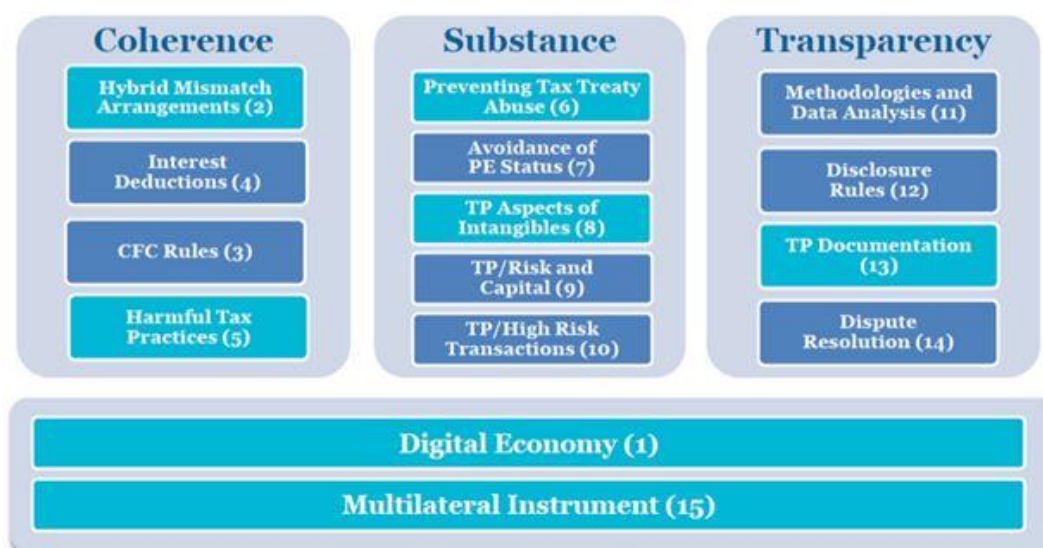 Coherence
Hybrid Mismatch
Arrangements (2)
Interest
Deductions (4)
CFC Rules (3)
Harmful Tax
Practices (5)
Substance
Preventing Tax Treaty
Abuse (6)
Avoidance of
PE Status (7)
TP Aspects of
Intangibles (8)
TP/Risk and
Capital (9)
TP/High Risk
Transactions (10)
Transparency
Methodologies and
Data Analysis (11)
Disclosure
Rules (12)
TP Documentation
(13)
Dispute
Resolution (14)
Digital Economy (1)
Multilateral Instrument (15)